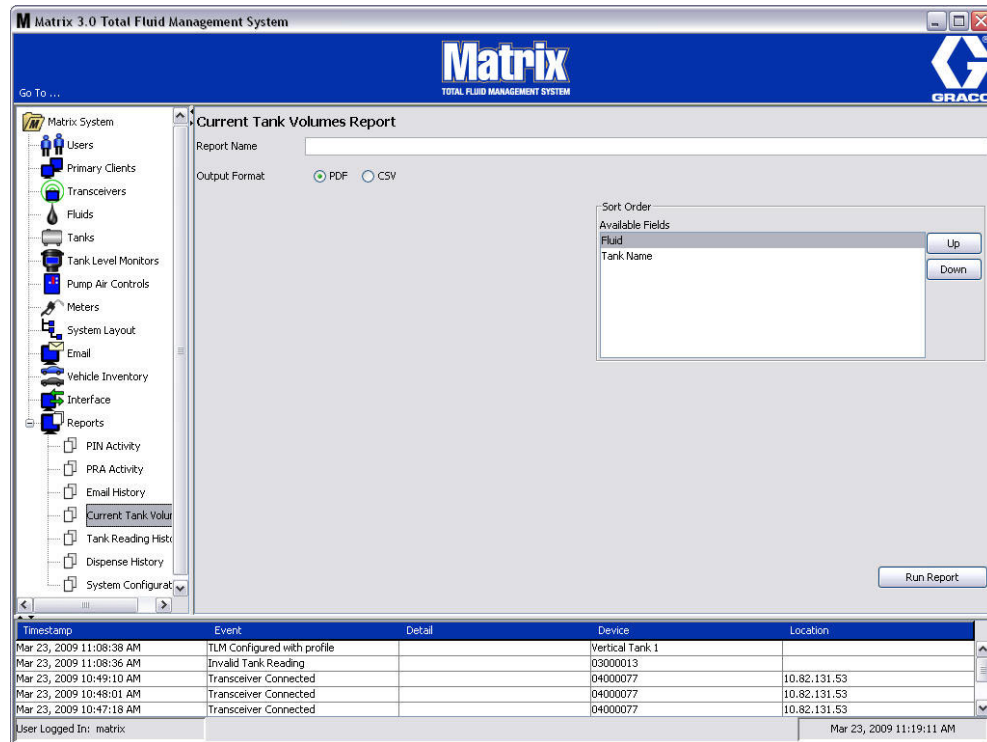 Matrix 3.0 Total Fluid Management System
Matrix
TOTAL FLUID MANAGEMENT SYSTEM
GRACO
Go To ...
Matrix System
Users
Primary Clients
Transceivers
Fluids
Tanks
Tank Level Monitors
Pump Air Controls
Meters
System Layout
Email
Vehicle Inventory
Interface
Reports
PIN Activity
PRA Activity
Email History
Current Tank Volu
Tank Reading Hist
Dispense History
System Configurat
Current Tank Volumes Report
Report Name
Output Format PDF CSV
Sort Order
Available Fields
Fluid
Tank Name
Up
Down
Run Report
Timestamp Event Detail Device Location
Mar 23, 2009 11:08:38 AM TLM Configured with profile Vertical Tank 1
Mar 23, 2009 11:08:36 AM Invalid Tank Reading 03000013
Mar 23, 2009 10:49:10 AM Transceiver Connected 04000077 10.82.131.53
Mar 23, 2009 10:48:01 AM Transceiver Connected 04000077 10.82.131.53
Mar 23, 2009 10:47:18 AM Transceiver Connected 04000077 10.82.131.53
User Logged In: matrix Mar 23, 2009 11:19:11 AM